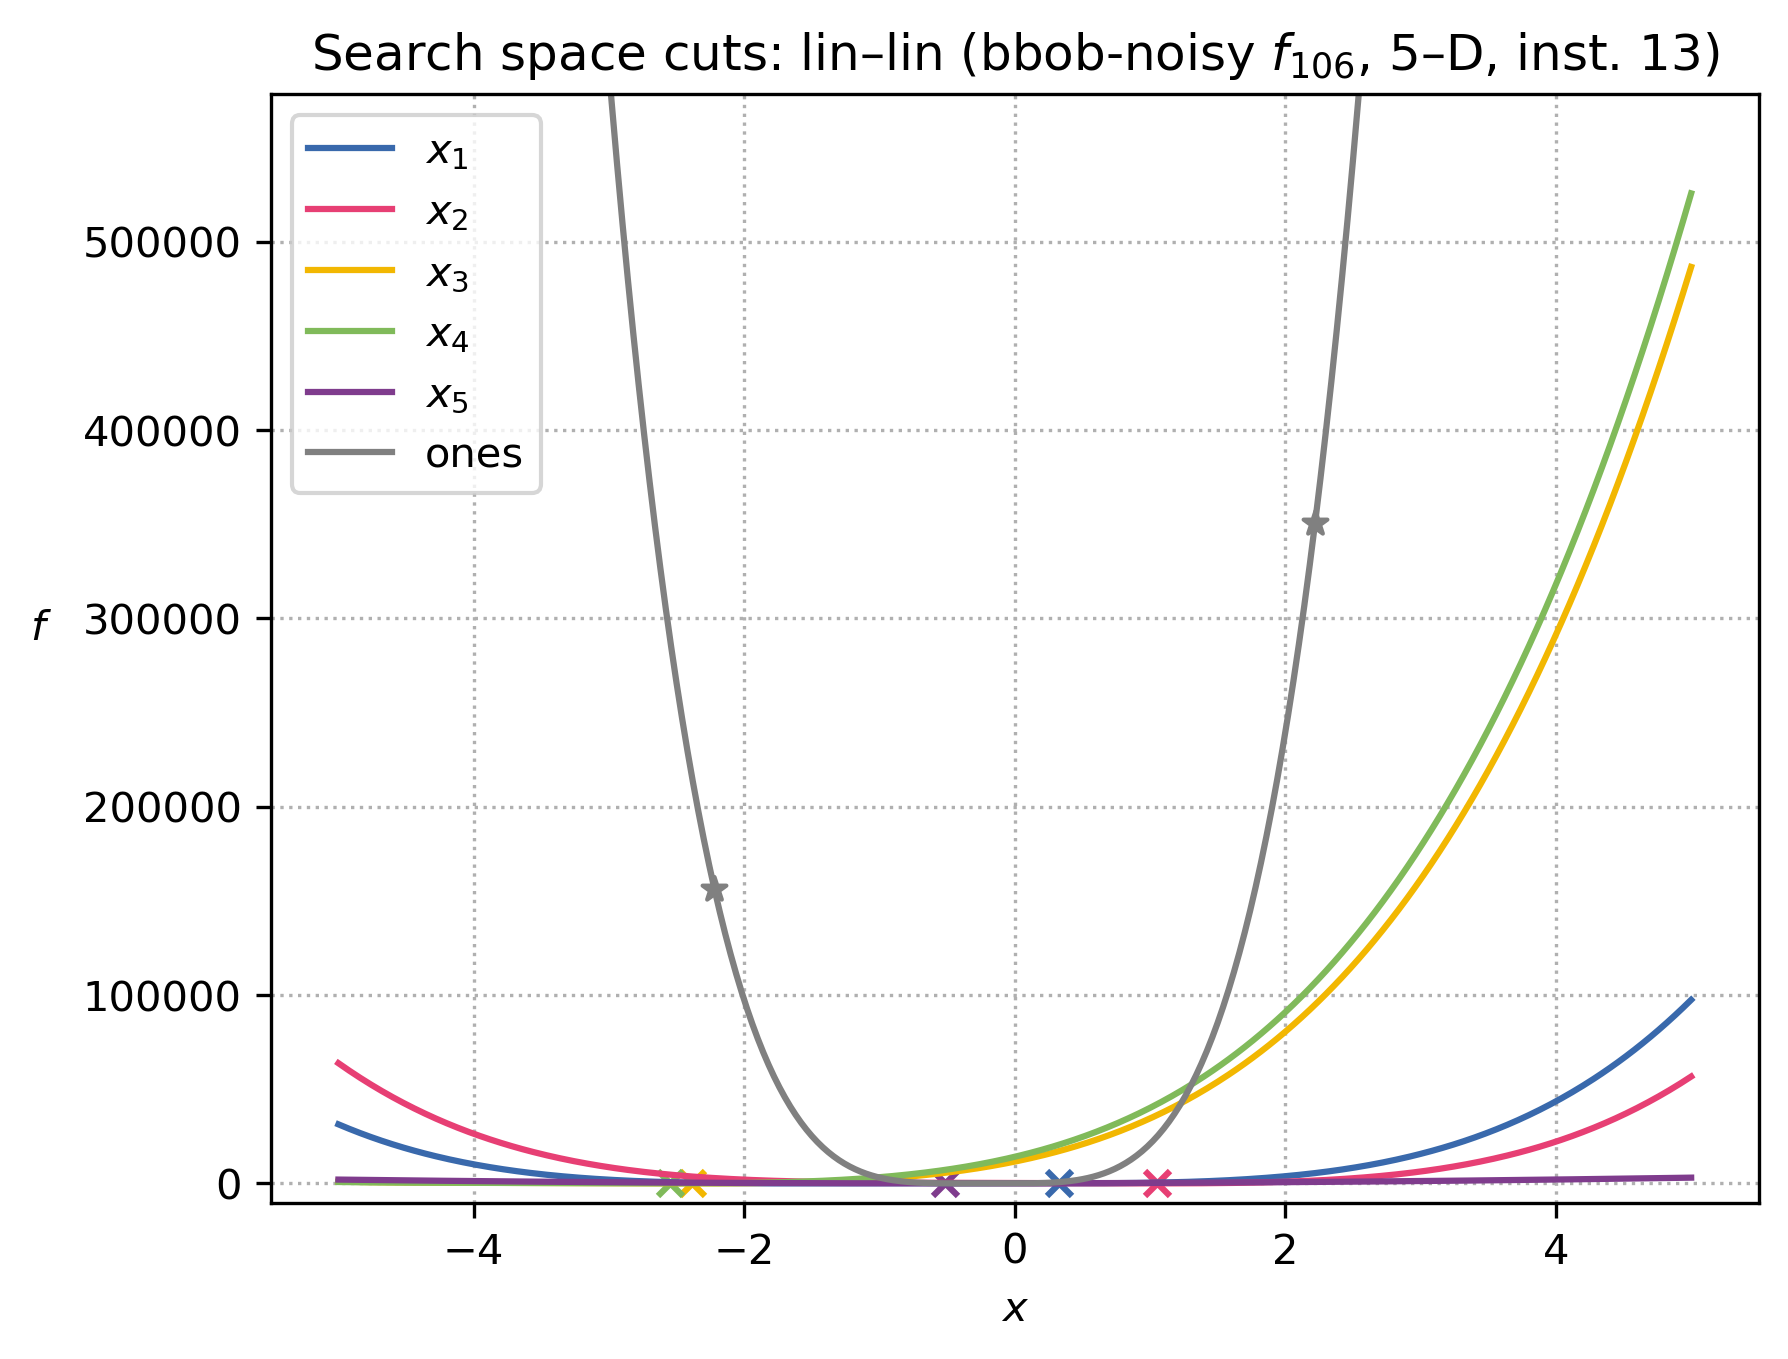 Search space cuts: lin–lin (bbob-noisy f₁₀₆, 5–D, inst. 13)
x₁
x₂
x₃
x₄
x₅
ones
500000
400000
300000
200000
100000
0
f
−4 −2 0 2 4
x